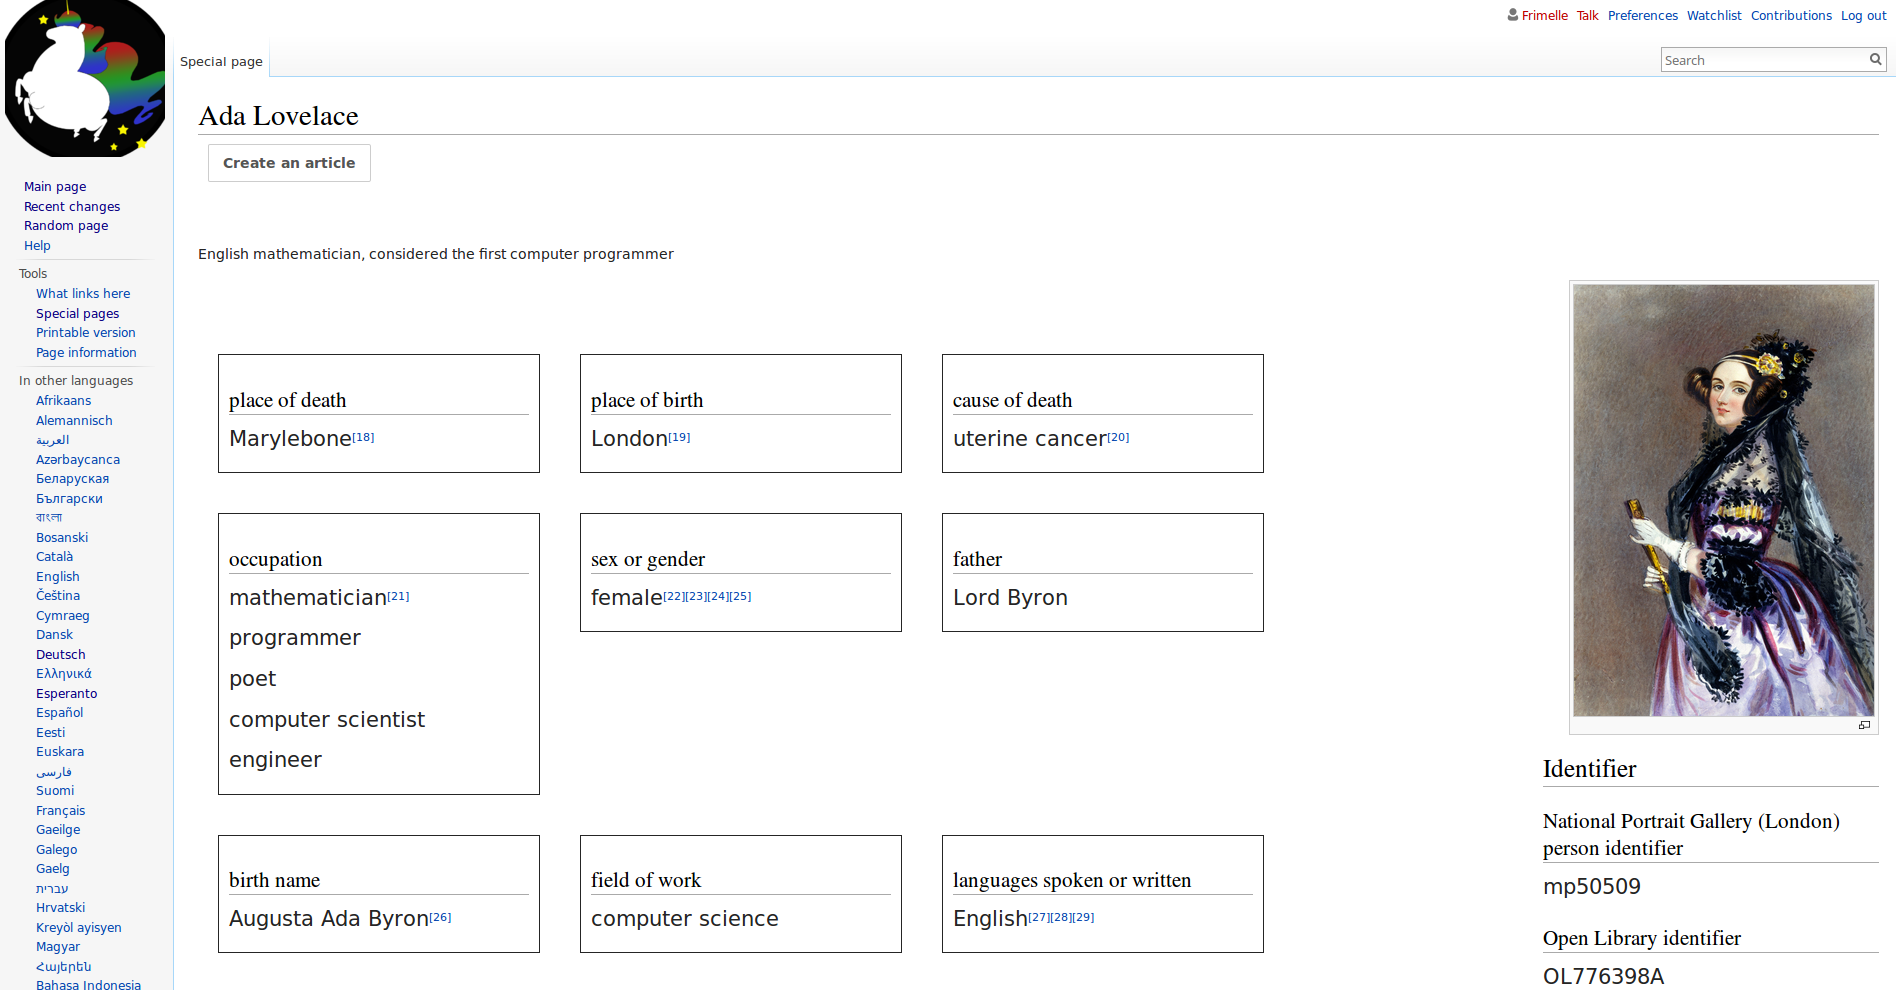 Frimelle Talk Preferences Watchlist Contributions Log out
Special page
Search
Ada Lovelace
Create an article
English mathematician, considered the first computer programmer
Main page
Recent changes
Random page
Help
Tools
What links here
Special pages
Printable version
Page information
In other languages
Afrikaans
Alemannisch
العربية
Azərbaycanca
Беларуская
Български
বাংলা
Bosanski
Català
English
Čeština
Cymraeg
Dansk
Deutsch
Ελληνικά
Esperanto
Español
Eesti
Euskara
فارسی
Suomi
Français
Gaeilge
Galego
Gaelg
עברית
Hrvatski
Kreyòl ayisyen
Magyar
Հայերեն
Bahasa Indonesia
place of death
Marylebone[18]
place of birth
London[19]
cause of death
uterine cancer[20]
occupation
mathematician[21]
programmer
poet
computer scientist
engineer
sex or gender
female[22][23][24][25]
father
Lord Byron
birth name
Augusta Ada Byron[26]
field of work
computer science
languages spoken or written
English[27][28][29]
Identifier
National Portrait Gallery (London)
person identifier
mp50509
Open Library identifier
OL776398A